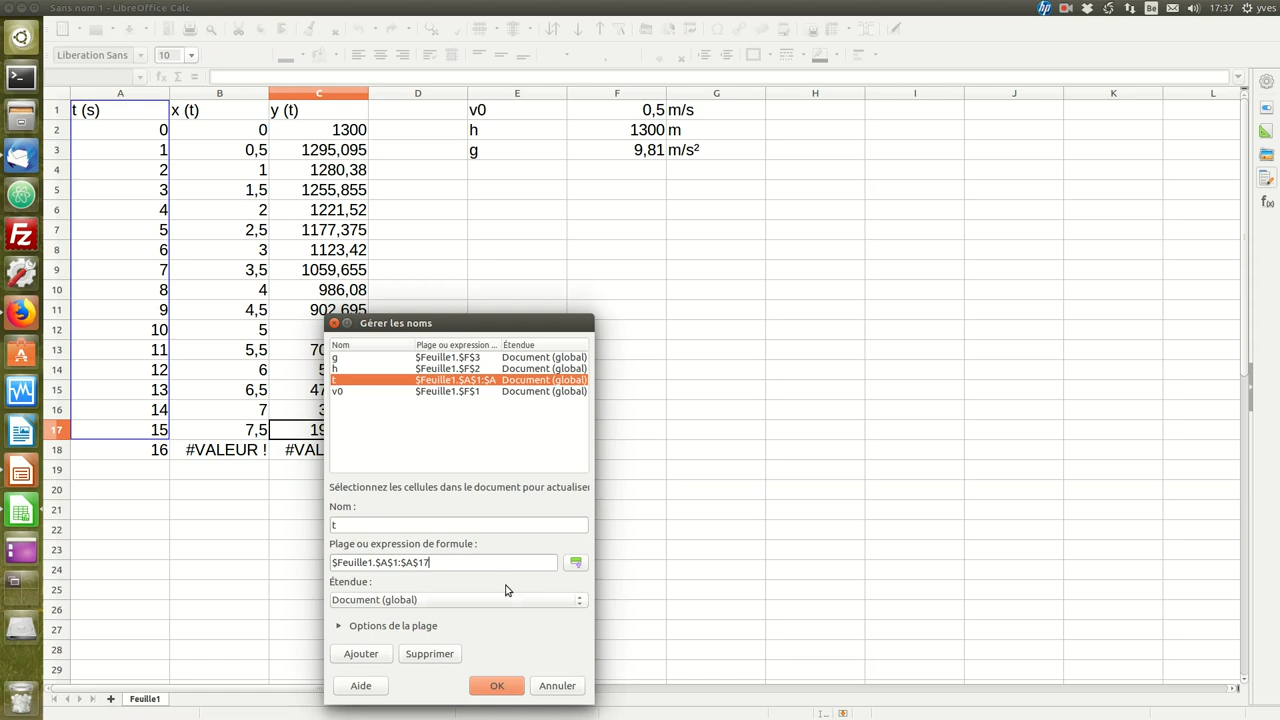 Sans nom 1 - LibreOffice Calc
Be
17:37
yves
Liberation Sans
10
A B C D E F G H I J K L
1 t (s) x (t) y (t) v0 0,5 m/s
2 0 0 1300 h 1300 m
3 1 0,5 1295,095 g 9,81 m/s²
4 2 1 1280,38
5 3 1,5 1255,855
6 4 2 1221,52
7 5 2,5 1177,375
8 6 3 1123,42
9 7 3,5 1059,655
10 8 4 986,08
11 9 4,5 902,695
12 10 5
13 11 5,5 70
14 12 6 5
15 13 6,5 47
16 14 7 3
17 15 7,5 19
18 16 #VALEUR ! #VAL
19
20
21
22
23
24
25
26
27
28
29
Gérer les noms
Nom Plage ou expression ... Étendue
g $Feuille1.$F$3 Document (global)
h $Feuille1.$F$2 Document (global)
t $Feuille1.$A$1:$A Document (global)
v0 $Feuille1.$F$1 Document (global)
Sélectionnez les cellules dans le document pour actualiser
Nom :
t
Plage ou expression de formule :
$Feuille1.$A$1:$A$17
Étendue :
Document (global)
Options de la plage
Ajouter Supprimer
Aide OK Annuler
Feuille1